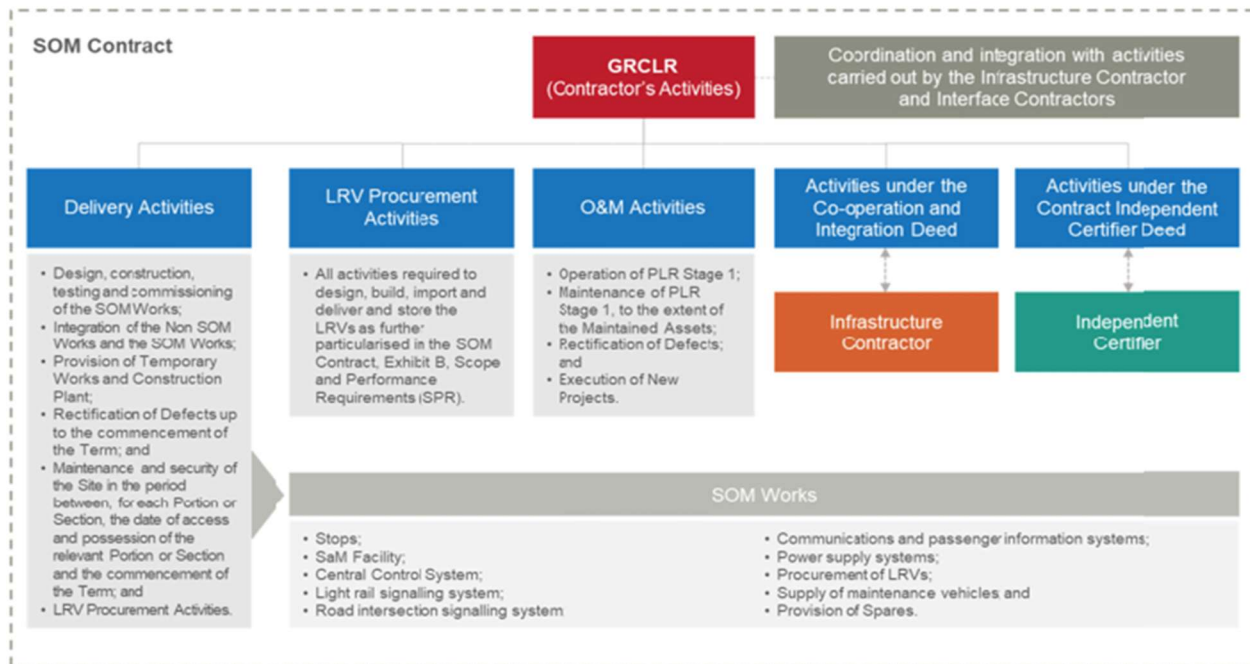 SOM Contract
GRCLR
(Contractor's Activities)
Coordination and integration with activities
carried out by the Infrastructure Contractor
and Interface Contractors
Delivery Activities
LRV Procurement
Activities
O&M Activities
Activities under the
Co-operation and
Integration Deed
Activities under the
Contract Independent
Certifier Deed
• Design, construction,
testing and commissioning
of the SOM Works;
• Integration of the Non SOM
Works and the SOM Works;
• Provision of Temporary
Works and Construction
Plant;
• Rectification of Defects up
to the commencement of
the Term; and
• Maintenance and security of
the Site in the period
between, for each Portion or
Section, the date of access
and possession of the
relevant Portion or Section
and the commencement of
the Term; and
• LRV Procurement Activities.
• All activities required to
design, build, import and
deliver and store the
LRVs as further
particularised in the SOM
Contract, Exhibit B, Scope
and Performance
Requirements (SPR).
• Operation of PLR Stage 1;
• Maintenance of PLR
Stage 1, to the extent of
the Maintained Assets;
• Rectification of Defects;
and
• Execution of New
Projects.
Infrastructure
Contractor
Independent
Certifier
SOM Works
• Stops;
• SaM Facility;
• Central Control System;
• Light rail signalling system;
• Road intersection signalling system
• Communications and passenger information systems;
• Power supply systems;
• Procurement of LRVs;
• Supply of maintenance vehicles and
• Provision of Spares.